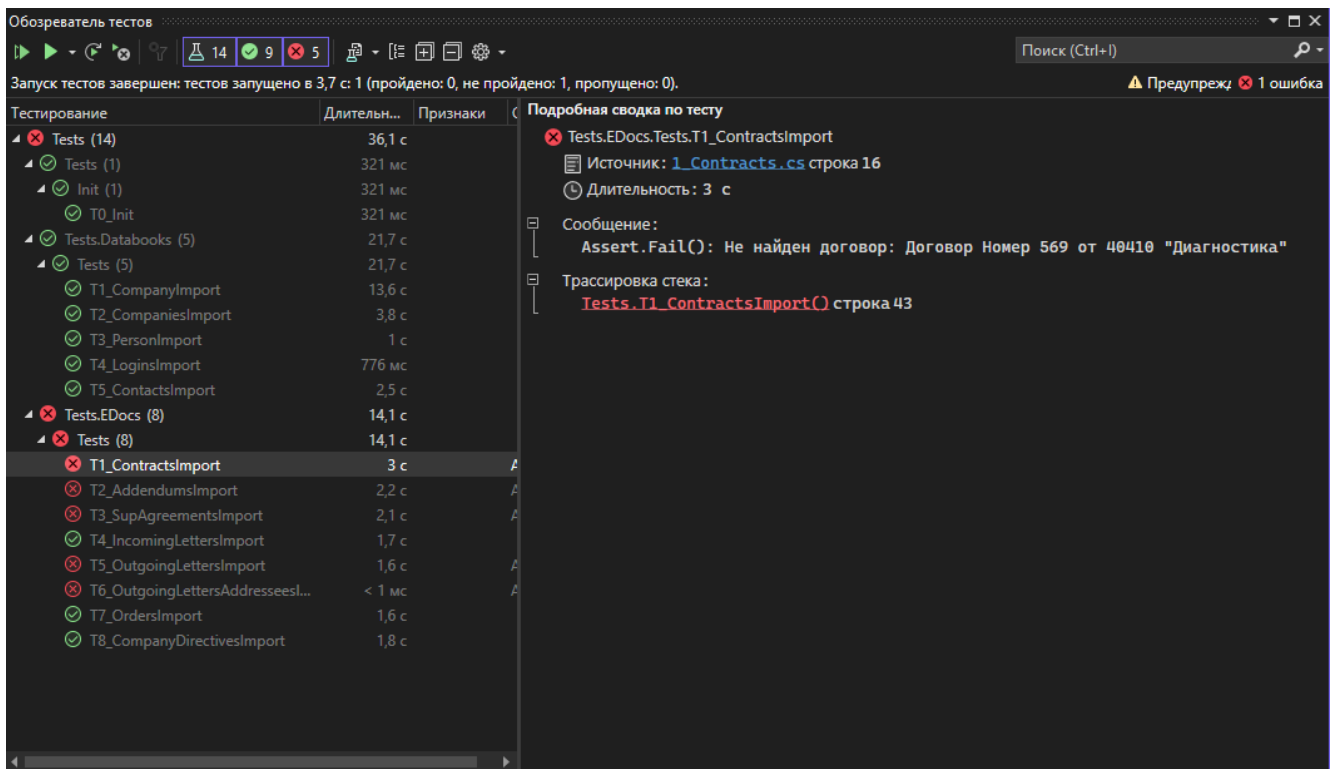 Обозреватель тестов
14 9 5 Поиск (Ctrl+I)
Запуск тестов завершен: тестов запущено в 3,7 с: 1 (пройдено: 0, не пройдено: 1, пропущено: 0). Предупреж 1 ошибка
Тестирование Длительн... Признаки
Tests (14) 36,1 с
Tests (1) 321 мс
Init (1) 321 мс
T0_Init 321 мс
Tests.Databooks (5) 21,7 с
Tests (5) 21,7 с
T1_CompanyImport 13,6 с
T2_CompaniesImport 3,8 с
T3_PersonImport 1 с
T4_LoginsImport 776 мс
T5_ContactsImport 2,5 с
Tests.EDocs (8) 14,1 с
Tests (8) 14,1 с
T1_ContractsImport 3 с
T2_AddendumsImport 2,2 с
T3_SupAgreementsImport 2,1 с
T4_IncomingLettersImport 1,7 с
T5_OutgoingLettersImport 1,6 с
T6_OutgoingLettersAddresseesI... < 1 мс
T7_OrdersImport 1,6 с
T8_CompanyDirectivesImport 1,8 с
Подробная сводка по тесту
Tests.EDocs.Tests.T1_ContractsImport
Источник: 1_Contracts.cs строка 16
Длительность: 3 с
Сообщение:
Assert.Fail(): Не найден договор: Договор Номер 569 от 40410 "Диагностика"
Трассировка стека:
Tests.T1_ContractsImport() строка 43